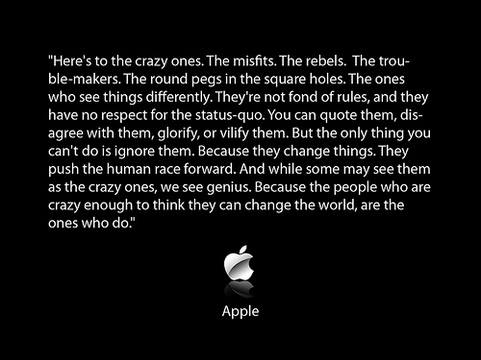 "Here's to the crazy ones. The misfits. The rebels.  The trou-
ble-makers. The round pegs in the square holes. The ones
who see things differently. They're not fond of rules, and they
have no respect for the status-quo. You can quote them, dis-
agree with them, glorify, or vilify them. But the only thing you
can't do is ignore them. Because they change things. They
push the human race forward. And while some may see them
as the crazy ones, we see genius. Because the people who are
crazy enough to think they can change the world, are the
ones who do."
Apple